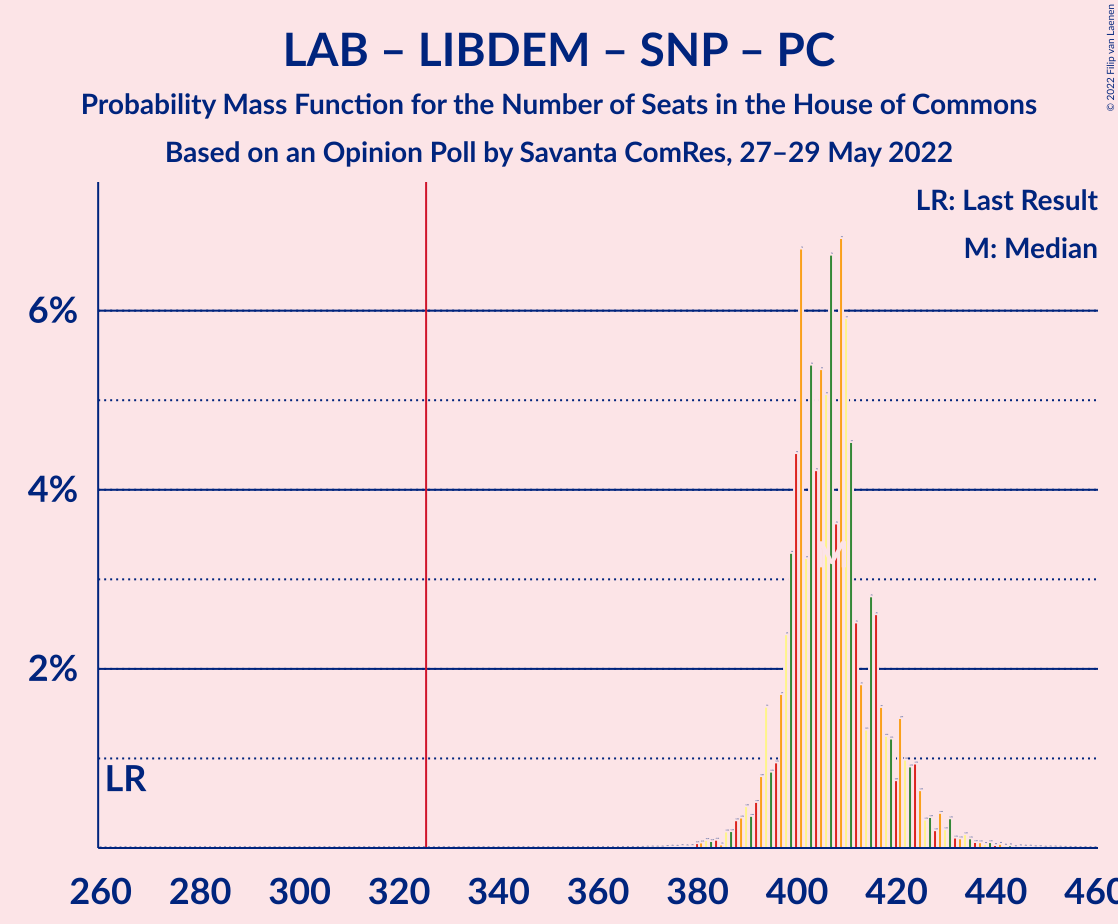 LAB – LIBDEM – SNP – PC
Probability Mass Function for the Number of Seats in the House of Commons
Based on an Opinion Poll by Savanta ComRes, 27–29 May 2022
© 2022 Filip van Laenen
LR: Last Result
M: Median
6%
4%
2%
LR
M
260 280 300 320 340 360 380 400 420 440 460